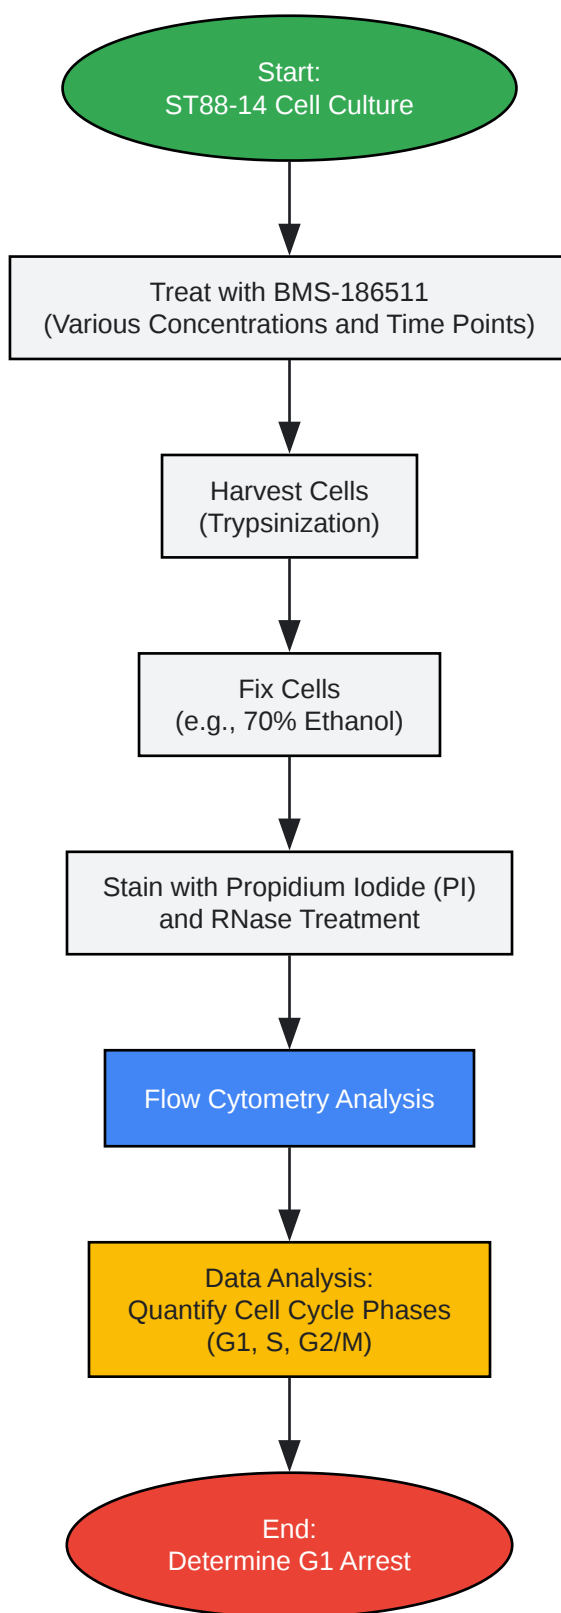 Start:
ST88-14 Cell Culture
Treat with BMS-186511
(Various Concentrations and Time Points)
Harvest Cells
(Trypsinization)
Fix Cells
(e.g., 70% Ethanol)
Stain with Propidium Iodide (PI)
and RNase Treatment
Flow Cytometry Analysis
Data Analysis:
Quantify Cell Cycle Phases
(G1, S, G2/M)
End:
Determine G1 Arrest